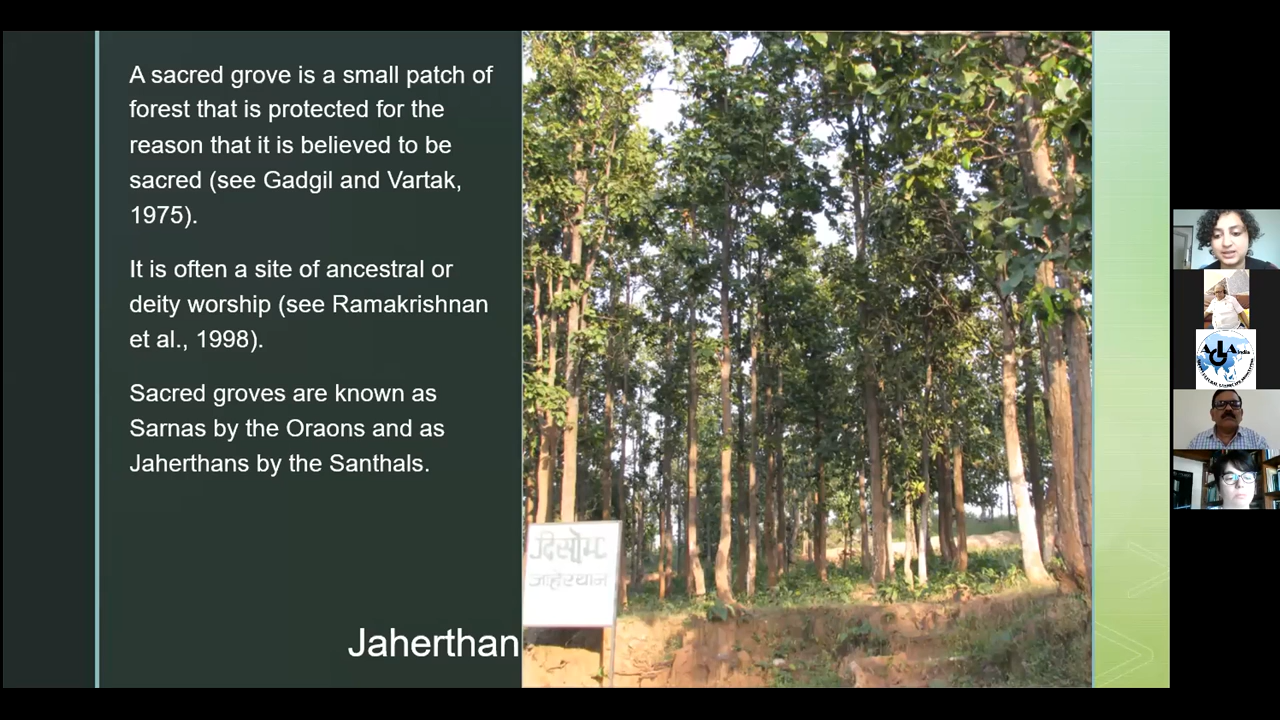 A sacred grove is a small patch of
forest that is protected for the
reason that it is believed to be
sacred (see Gadgil and Vartak,
1975).
It is often a site of ancestral or
deity worship (see Ramakrishnan
et al., 1998).
Sacred groves are known as
Sarnas by the Oraons and as
Jaherthans by the Santhals.
Jaherthan
दिसोम
जाहेरथान
India